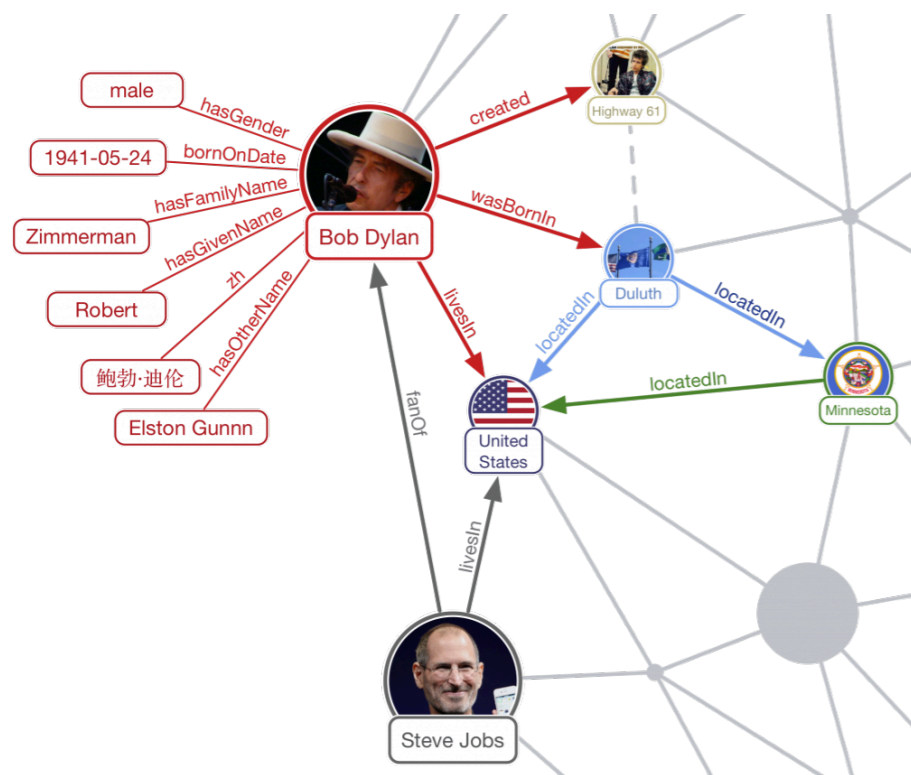 male
hasGender
created
Highway 61
1941-05-24
bornOnDate
hasFamilyName
Zimmerman
hasGivenName
Bob Dylan
wasBornIn
Robert
zh
Duluth
locatedIn
locatedIn
livesIn
鲍勃·迪伦
hasOtherName
Elston Gunnn
fanOf
locatedIn
Minnesota
United
States
livesIn
Steve Jobs